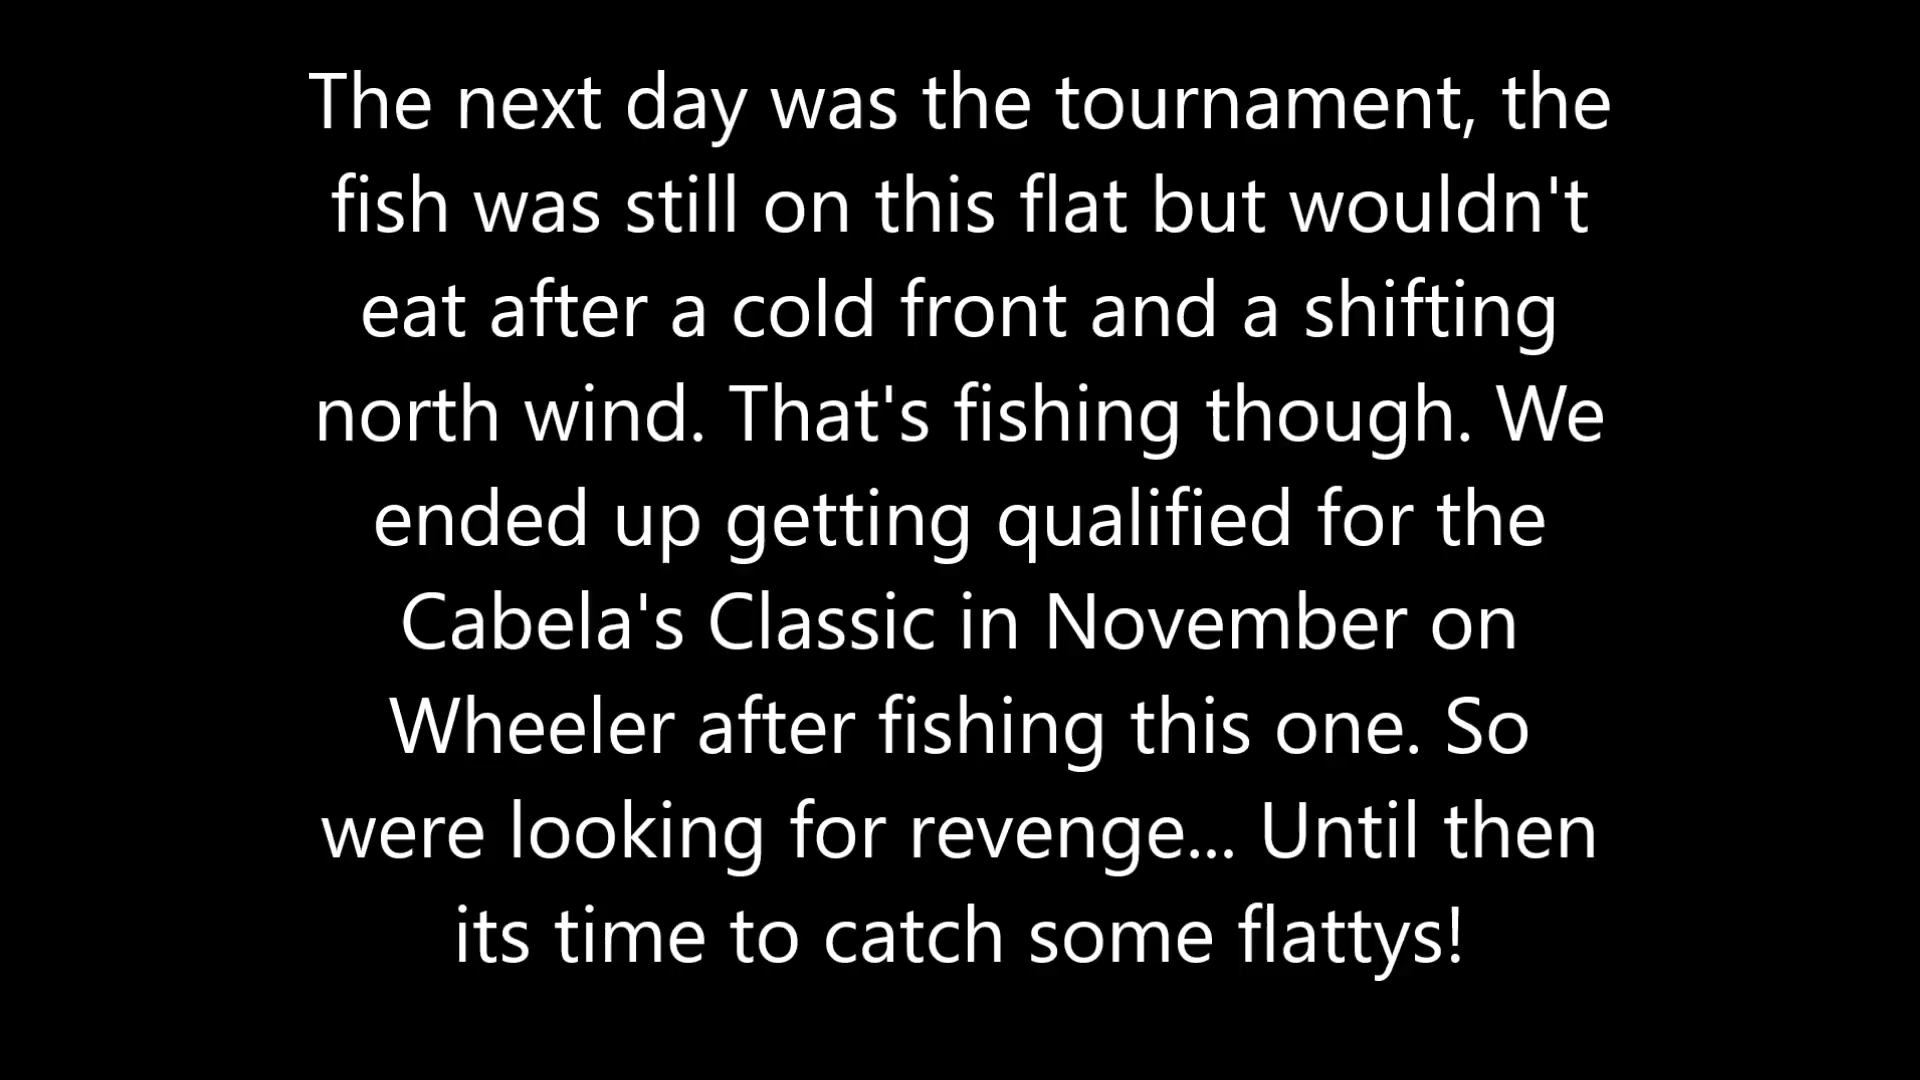 The next day was the tournament, the
fish was still on this flat but wouldn't
eat after a cold front and a shifting
north wind. That's fishing though. We
ended up getting qualified for the
Cabela's Classic in November on
Wheeler after fishing this one. So
were looking for revenge... Until then
its time to catch some flattys!